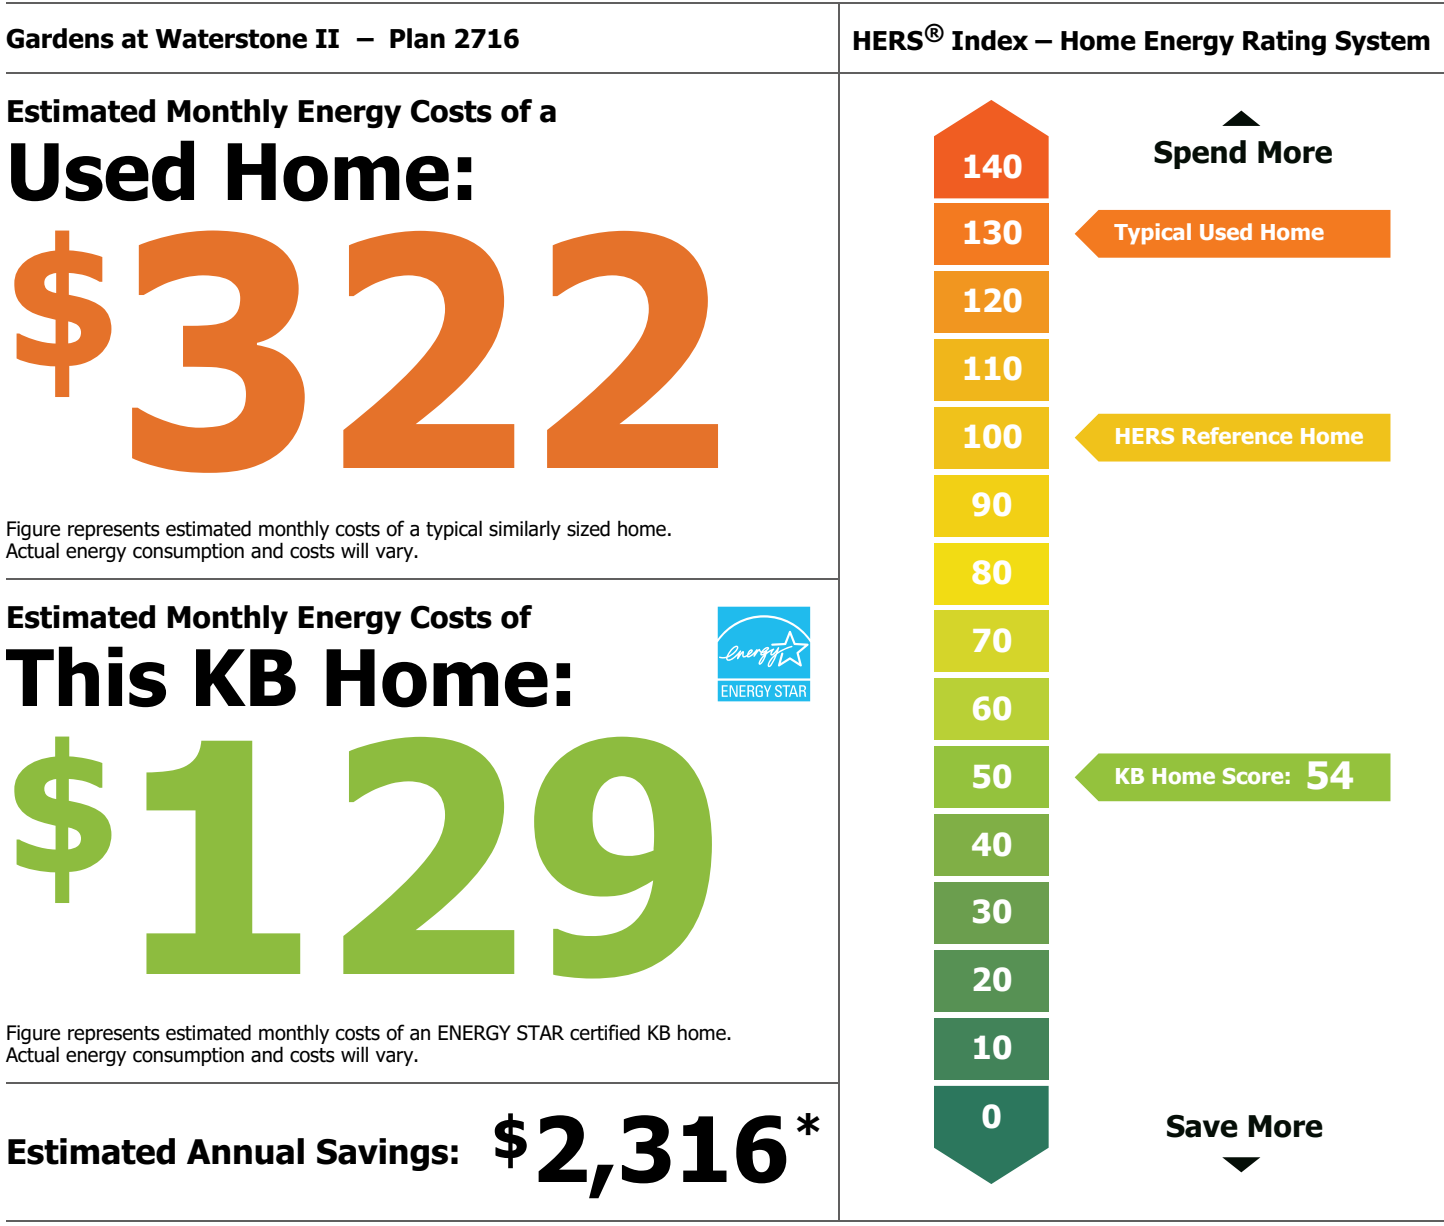 Gardens at Waterstone II – Plan 2716
Estimated Monthly Energy Costs of a
Used Home:
$322
Figure represents estimated monthly costs of a typical similarly sized home.
Actual energy consumption and costs will vary.
Estimated Monthly Energy Costs of
This KB Home:
energy
ENERGY STAR
$129
Figure represents estimated monthly costs of an ENERGY STAR certified KB home.
Actual energy consumption and costs will vary.
Estimated Annual Savings: $2,316*
HERS® Index – Home Energy Rating System
Spend More
140
130 Typical Used Home
120
110
100 HERS Reference Home
90
80
70
60
50 KB Home Score: 54
40
30
20
10
0
Save More